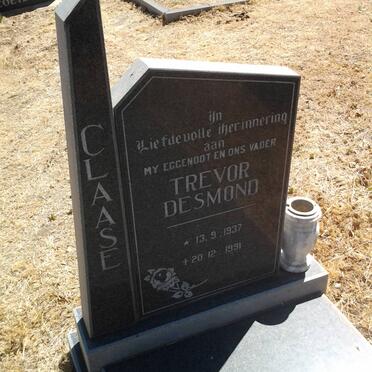 CLAASE
In
Liefdevolle Herinnering
aan
MY EGGENOOT EN ONS VADER
TREVOR
DESMOND
* 13.9.1937
+ 20.12.1991